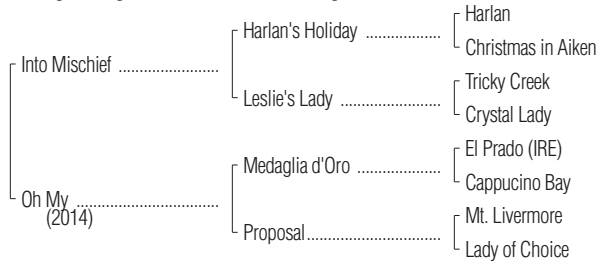 Harlan
Harlan's Holiday ..................
Christmas in Aiken
Into Mischief ........................
Tricky Creek
Leslie's Lady ........................
Crystal Lady
El Prado (IRE)
Medaglia d'Oro ....................
Cappucino Bay
Oh My ..................................
(2014)
Mt. Livermore
Proposal................................
Lady of Choice